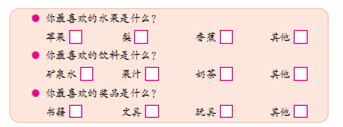 ● 你最喜欢的水果是什么?
苹果□ 梨□ 香蕉□ 其他□
● 你最喜欢的饮料是什么?
矿泉水□ 果汁□ 奶茶□ 其他□
● 你最喜欢的奖品是什么?
书籍□ 文具□ 玩具□ 其他□